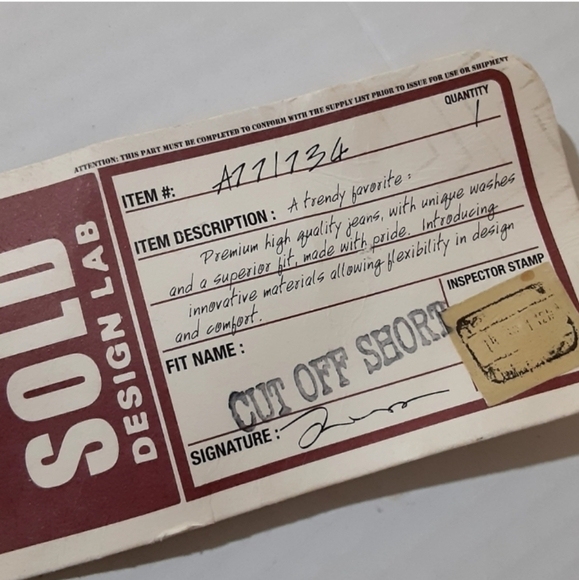 ATTENTION: THIS PART MUST BE COMPLETED TO CONFORM WITH THE SUPPLY LIST PRIOR TO ISSUE FOR USE OR SHIPMENT
SOLD
DESIGN LAB
QUANTITY
1
ITEM #: A771734
ITEM DESCRIPTION : A trendy favorite :
Premium high quality jeans, with unique washes
and a superior fit, made with pride. Introducing
innovative materials allowing flexibility in design
and comfort.
INSPECTOR STAMP
FIT NAME :
CUT OFF SHORT
SIGNATURE :